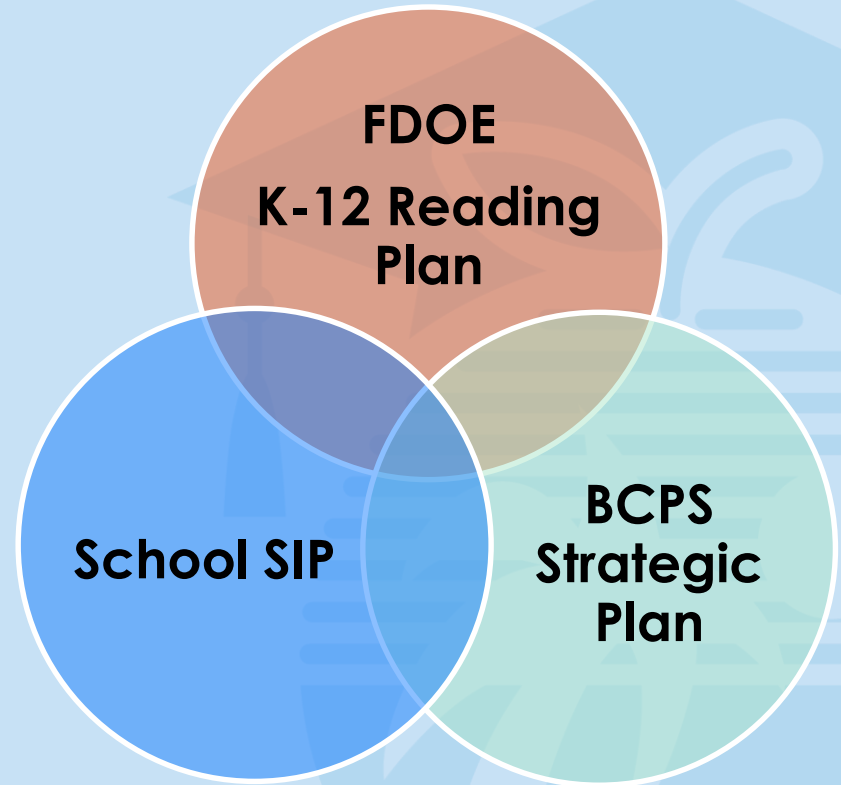 FDOE
K-12 Reading
Plan
School SIP
BCPS
Strategic
Plan